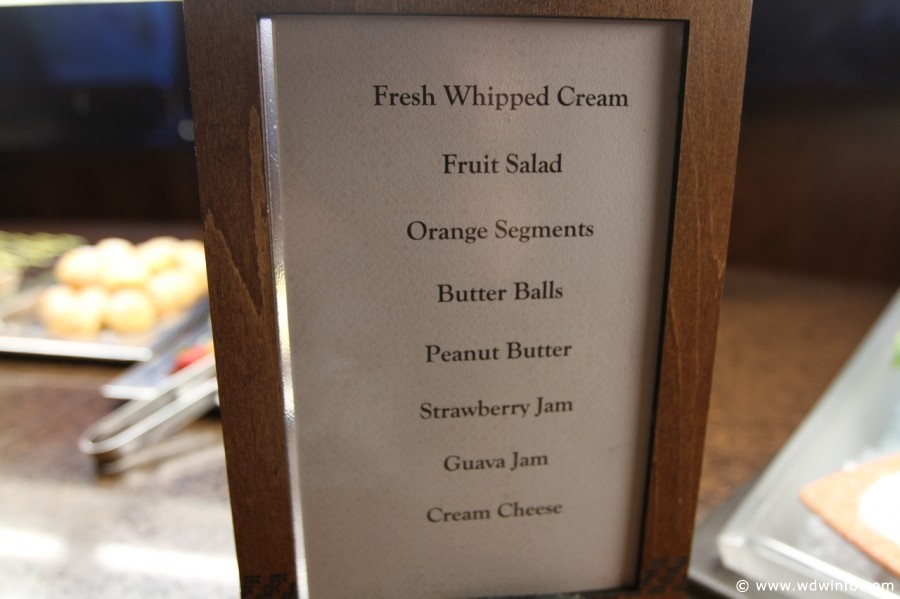 Fresh Whipped Cream
Fruit Salad
Orange Segments
Butter Balls
Peanut Butter
Strawberry Jam
Guava Jam
Cream Cheese
© www.wdwinfo.com